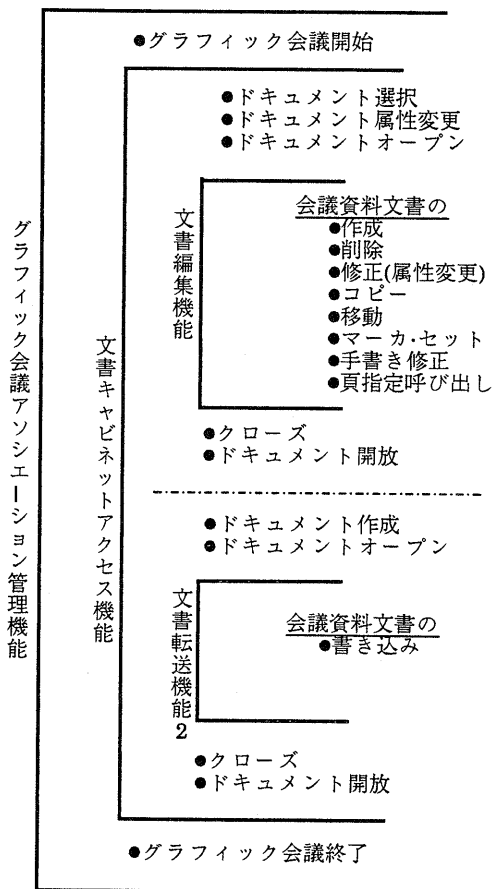 グラフィック会議アソシエーション管理機能
●グラフィック会議開始
文書キャビネットアクセス機能
●ドキュメント選択
●ドキュメント属性変更
●ドキュメントオープン
文書編集機能
会議資料文書の
●作成
●削除
●修正(属性変更)
●コピー
●移動
●マーカ・セット
●手書き修正
●頁指定呼び出し
●クローズ
●ドキュメント開放
●ドキュメント作成
●ドキュメントオープン
文書転送機能2
会議資料文書の
●書き込み
●クローズ
●ドキュメント開放
●グラフィック会議終了